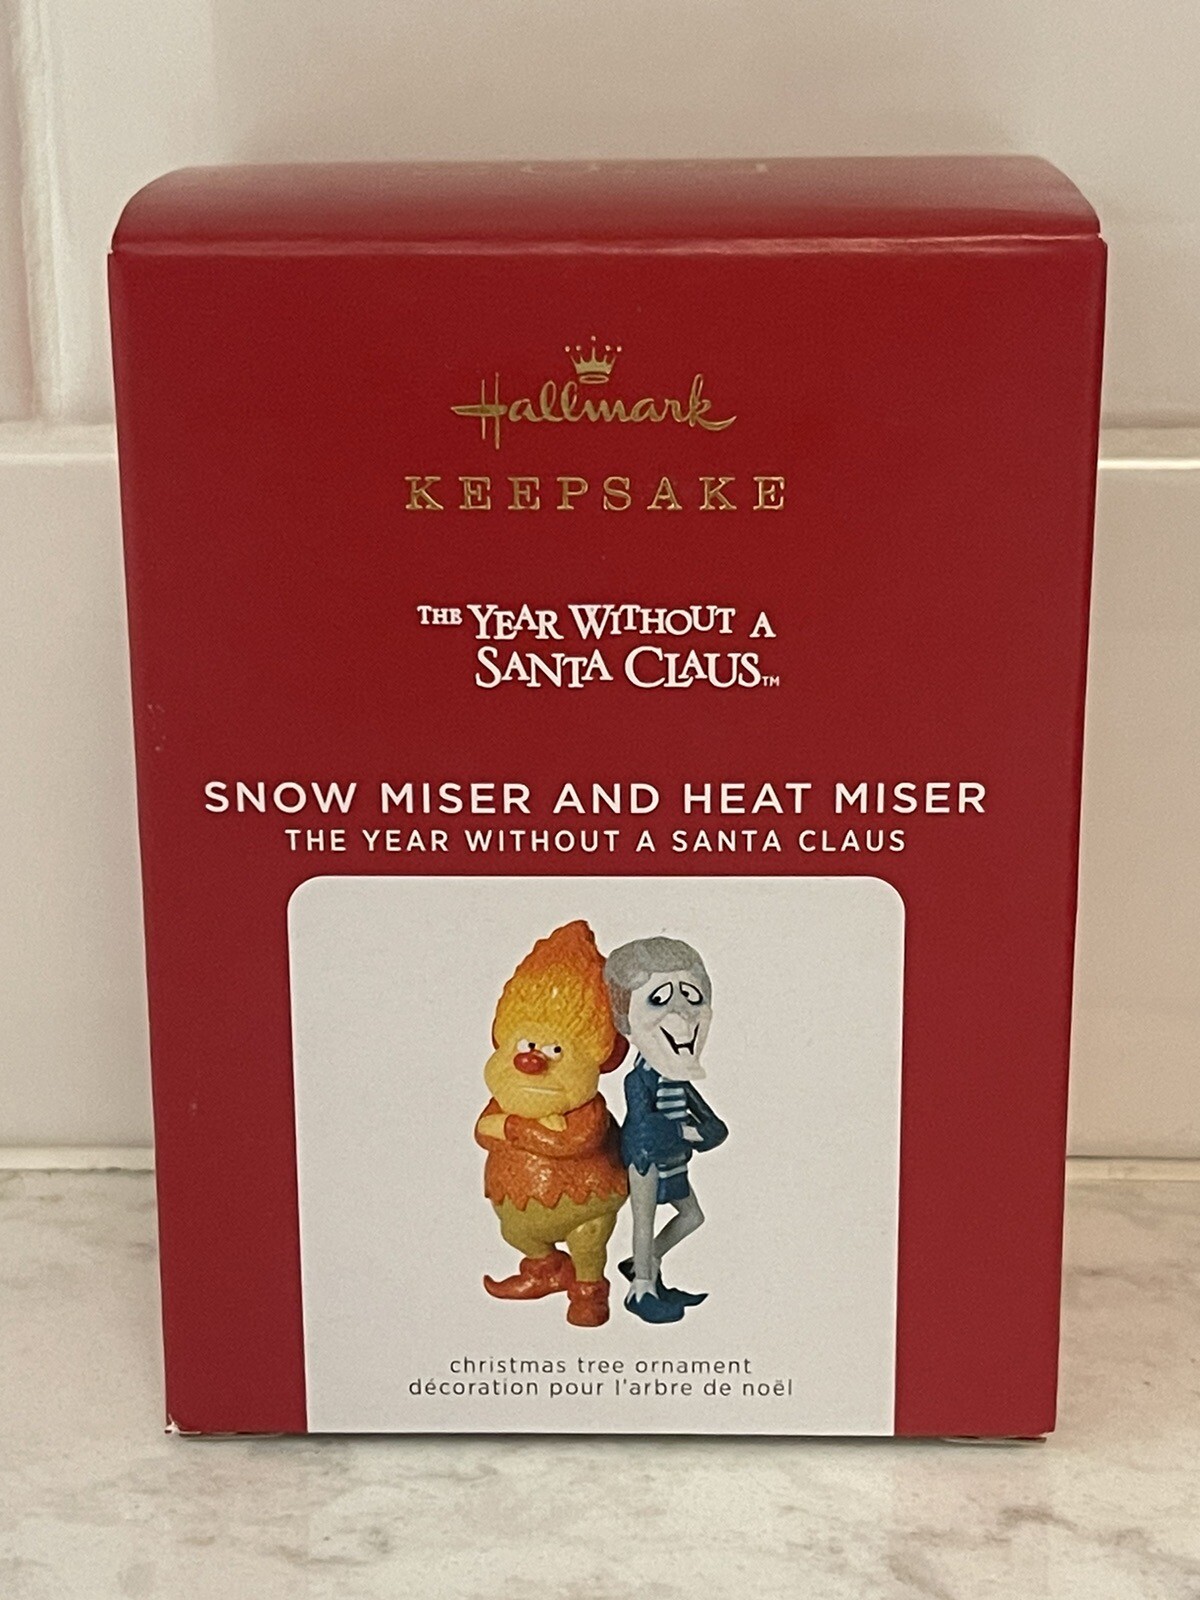 Hallmark
KEEPSAKE
THE YEAR WITHOUT A
SANTA CLAUS™
SNOW MISER AND HEAT MISER
THE YEAR WITHOUT A SANTA CLAUS
christmas tree ornament
décoration pour l'arbre de noël